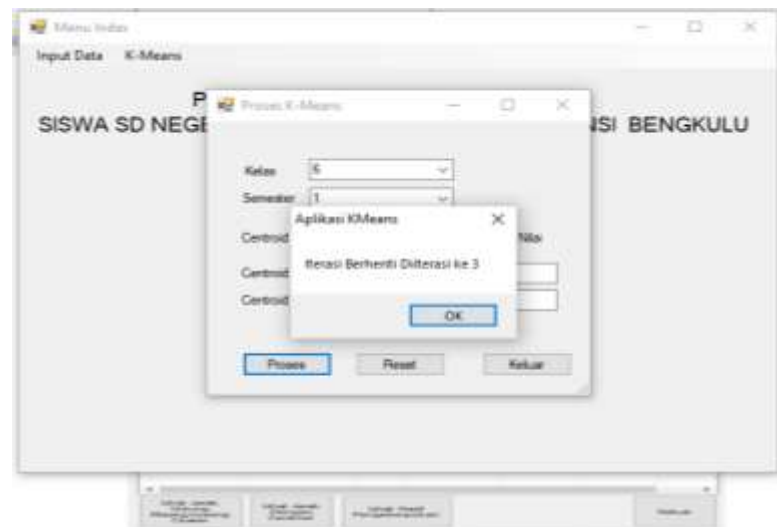 Menu Index
Input Data K-Means
P
SISWA SD NEGE NSI BENGKULU
Proses K-Means
Kelas 6
Semester 1
Aplikasi KMeans
Centroid Nilai
Iterasi Berhenti Diiterasi ke 3
Centroid
Centroid
OK
Proses Reset Keluar
Keluar